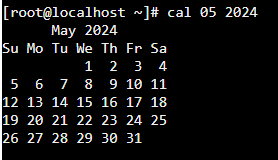 [root@localhost ~]# cal 05 2024
      May 2024
Su Mo Tu We Th Fr Sa
          1  2  3  4
 5  6  7  8  9 10 11
12 13 14 15 16 17 18
19 20 21 22 23 24 25
26 27 28 29 30 31